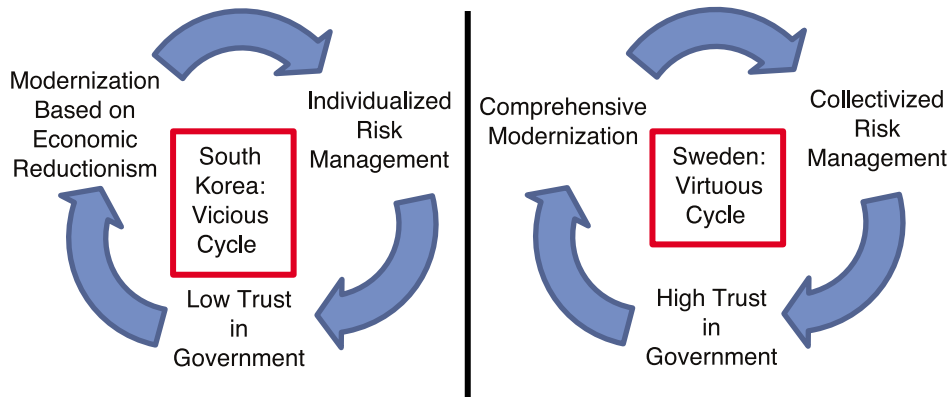 Modernization
Based on
Economic
Reductionism
Individualized
Risk
Management
South
Korea:
Vicious
Cycle
Low Trust
in
Government
Comprehensive
Modernization
Collectivized
Risk
Management
Sweden:
Virtuous
Cycle
High Trust
in
Government